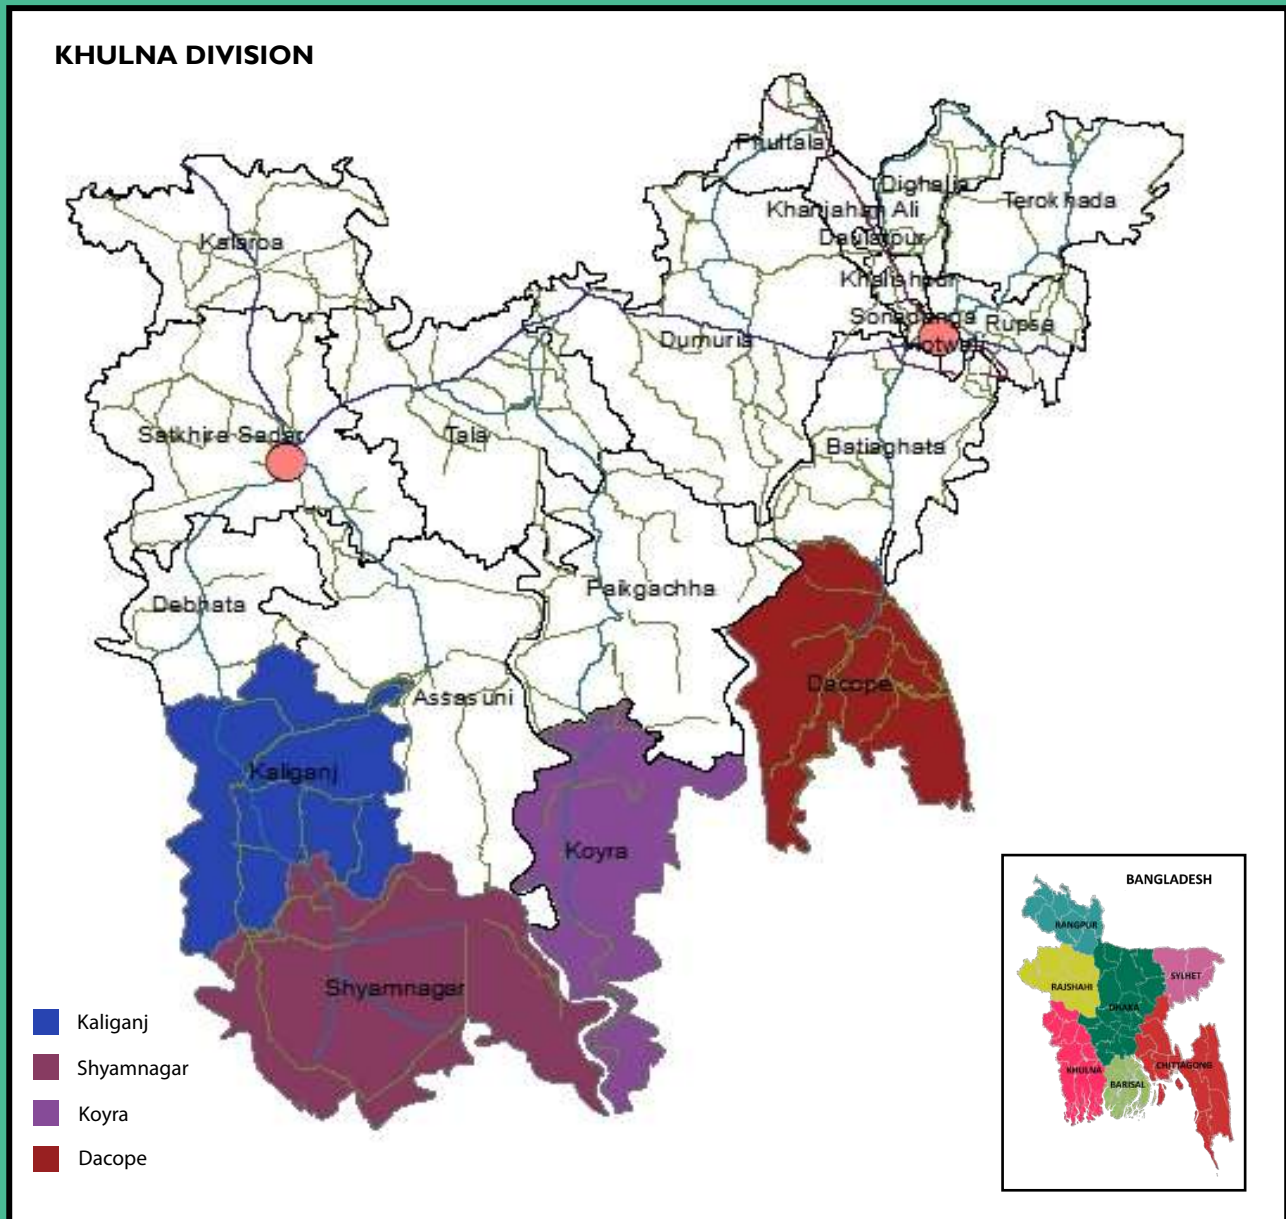 KHULNA DIVISION
Phultala
Dighalia
Terokhada
Khanjahan Ali
Daulatpur
Kalaroa
Khalishpur
Sonadanga
Rupsa
Dumuria
Kotwali
Satkhira Sadar
Tala
Batiaghata
Debhata
Paikgachha
Dacope
Assasuni
Kaliganj
Koyra
Shyamnagar
Kaliganj
Shyamnagar
Koyra
Dacope
BANGLADESH
RANGPUR
SYLHET
RAJSHAHI
DHAKA
KHULNA
CHITTAGONG
BARISAL